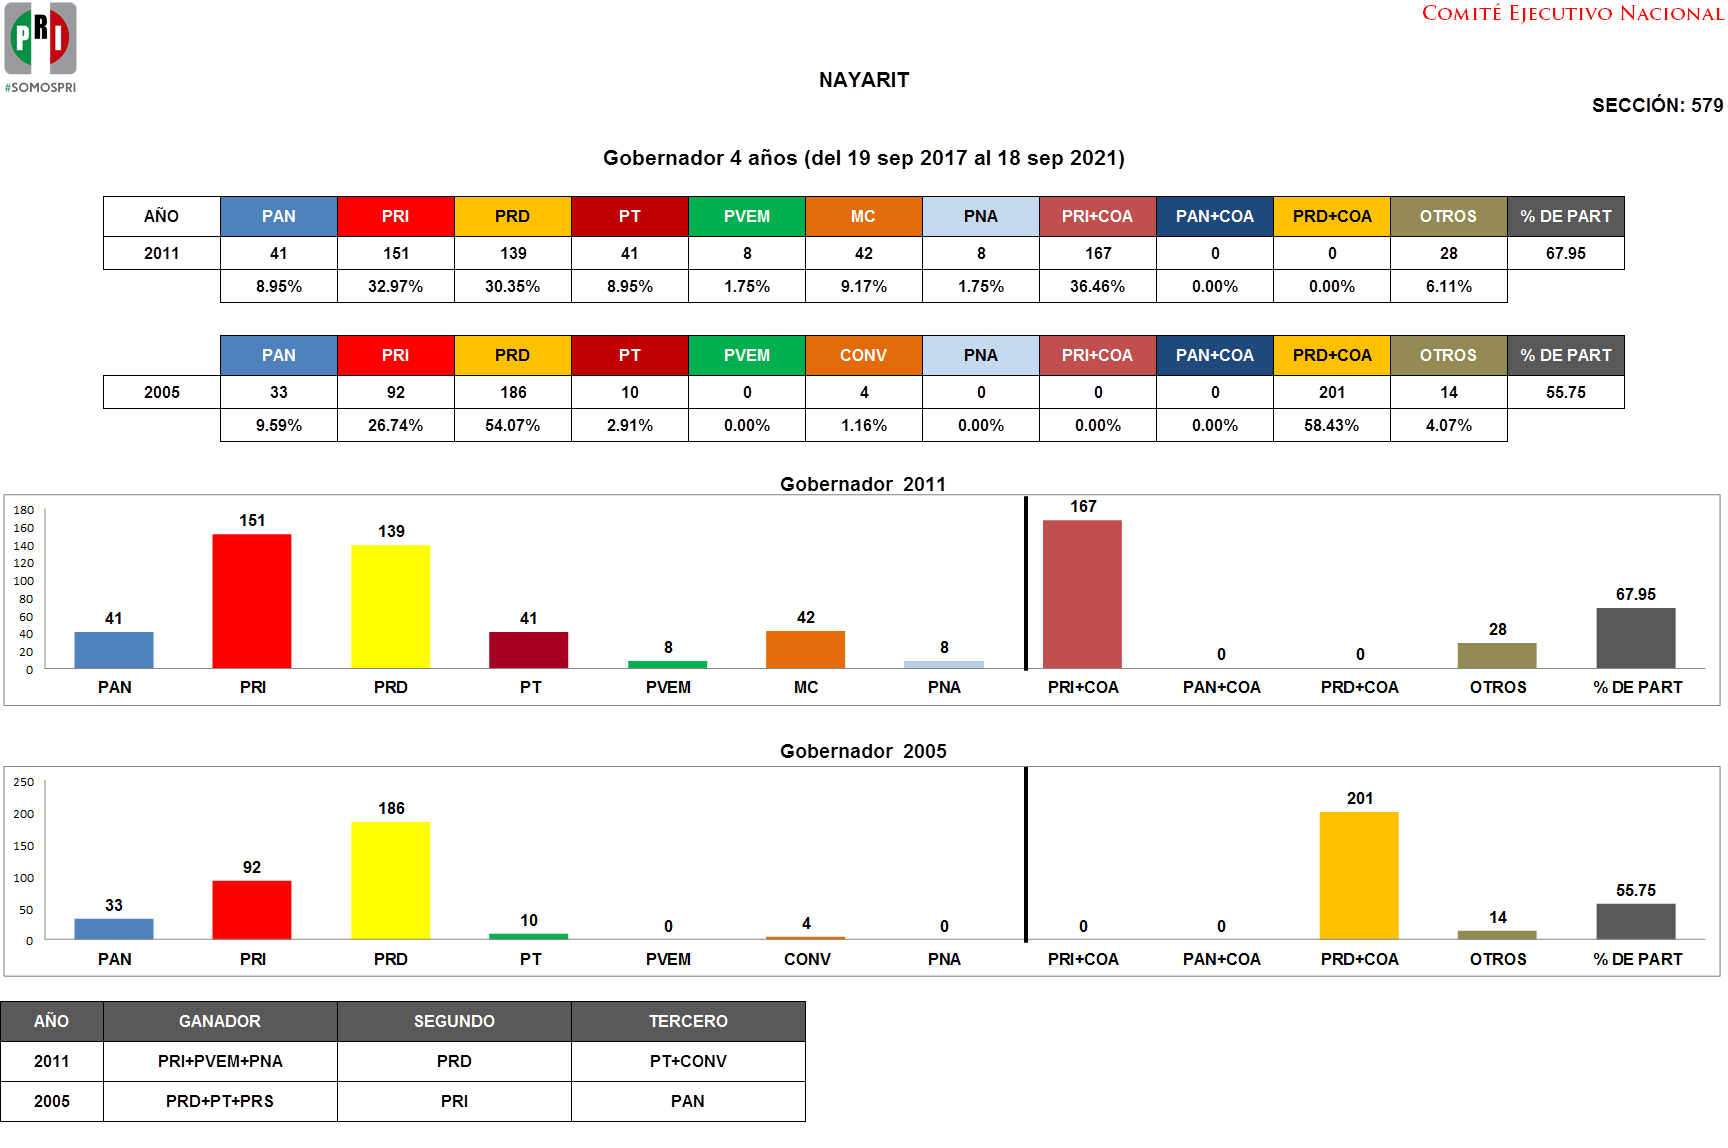 PRI
#SOMOSPRI
COMITÉ EJECUTIVO NACIONAL
NAYARIT
SECCIÓN: 579
Gobernador 4 años (del 19 sep 2017 al 18 sep 2021)
AÑO PAN PRI PRD PT PVEM MC PNA PRI+COA PAN+COA PRD+COA OTROS % DE PART
2011 41 151 139 41 8 42 8 167 0 0 28 67.95
8.95% 32.97% 30.35% 8.95% 1.75% 9.17% 1.75% 36.46% 0.00% 0.00% 6.11%
PAN PRI PRD PT PVEM CONV PNA PRI+COA PAN+COA PRD+COA OTROS % DE PART
2005 33 92 186 10 0 4 0 0 0 201 14 55.75
9.59% 26.74% 54.07% 2.91% 0.00% 1.16% 0.00% 0.00% 0.00% 58.43% 4.07%
Gobernador 2011
180
160
140
120
100
80
60
40
20
0
41 151 139 41 8 42 8 167 0 0 28 67.95
PAN PRI PRD PT PVEM MC PNA PRI+COA PAN+COA PRD+COA OTROS % DE PART
Gobernador 2005
250
200
150
100
50
0
33 92 186 10 0 4 0 0 0 201 14 55.75
PAN PRI PRD PT PVEM CONV PNA PRI+COA PAN+COA PRD+COA OTROS % DE PART
AÑO GANADOR SEGUNDO TERCERO
2011 PRI+PVEM+PNA PRD PT+CONV
2005 PRD+PT+PRS PRI PAN